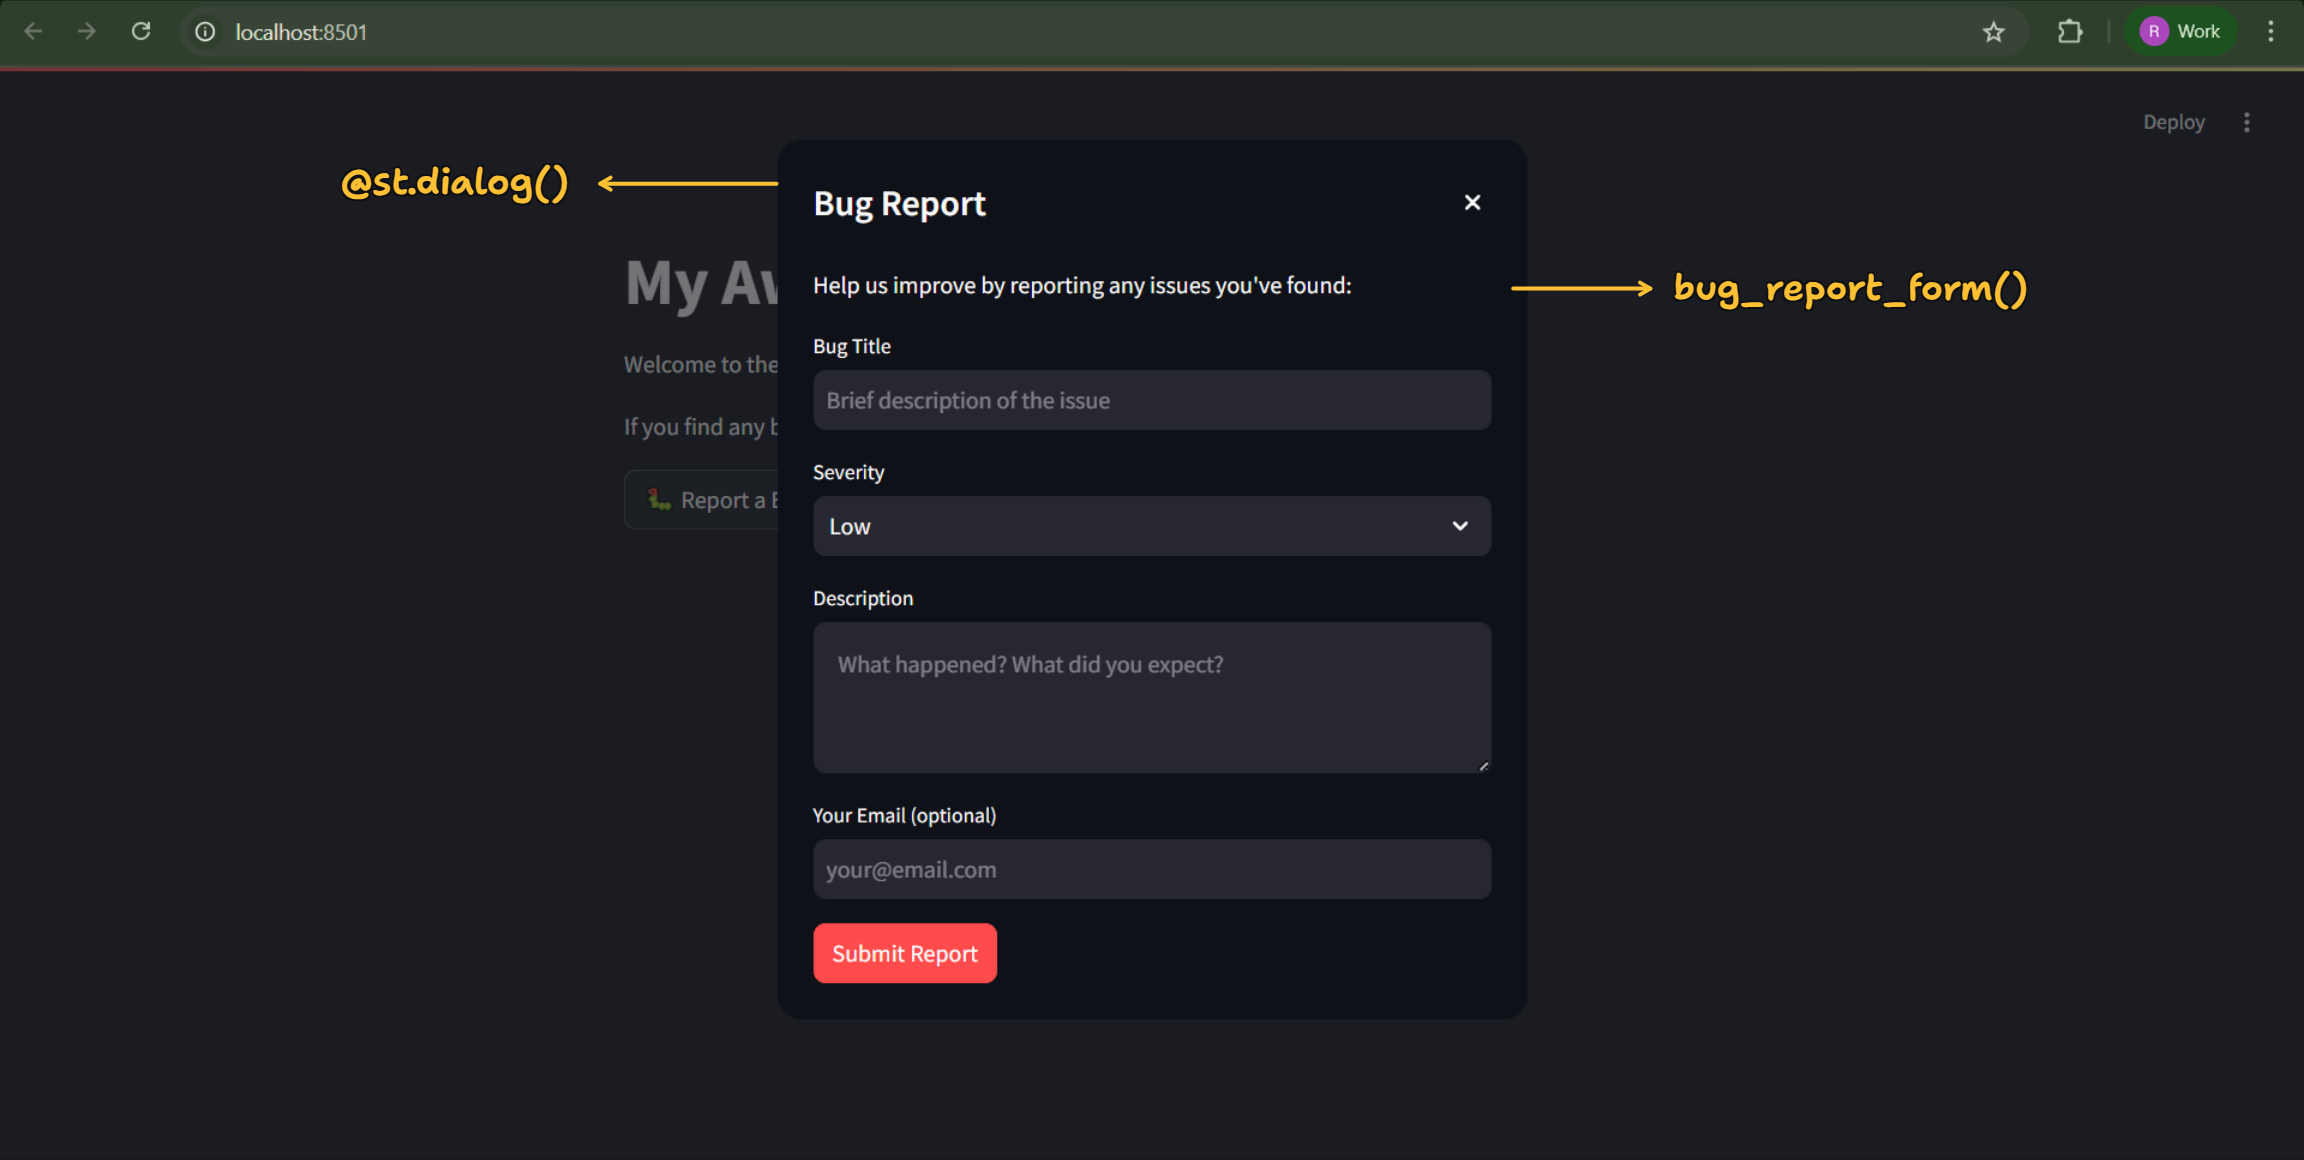 localhost:8501
R Work
Deploy
@st.dialog()
Bug Report
My Aw
Help us improve by reporting any issues you've found:
bug_report_form()
Bug Title
Welcome to the
Brief description of the issue
If you find any b
Severity
Report a B
Low
Description
What happened? What did you expect?
Your Email (optional)
your@email.com
Submit Report